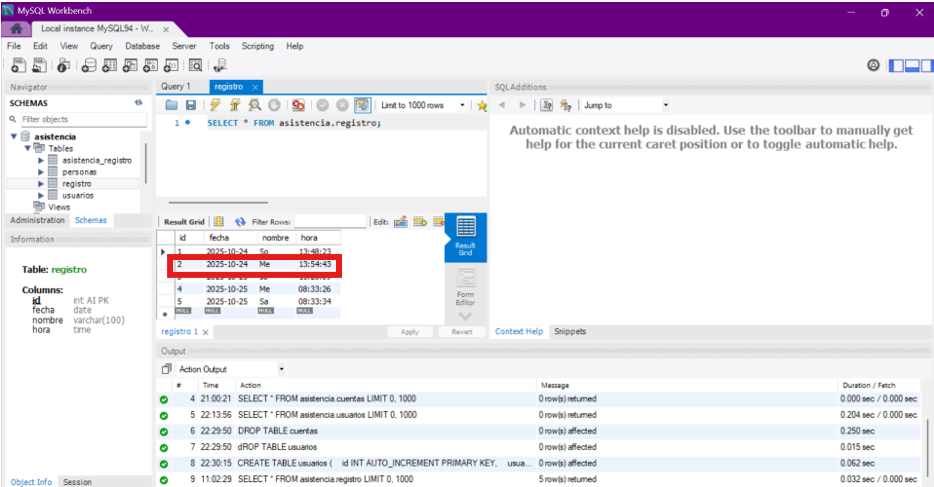 MySQL Workbench
Local instance MySQL94 - W...
File Edit View Query Database Server Tools Scripting Help
Navigator
SCHEMAS
Filter objects
asistencia
Tables
asistencia_registro
personas
registro
usuarios
Views
Administration Schemas
Information
Table: registro
Columns:
id int AI PK
fecha date
nombre varchar(100)
hora time
Object Info Session
Query 1 registro
Limit to 1000 rows
1 SELECT * FROM asistencia.registro;
Result Grid Filter Rows: Edit:
id fecha nombre hora
1 2025-10-24 So 13:48:23
2 2025-10-24 Me 13:54:43
4 2025-10-25 Me 08:33:26
5 2025-10-25 Sa 08:33:34
NULL NULL NULL NULL
Result Grid
Form Editor
registro 1 Apply Revert
SQLAdditions
Jump to
Automatic context help is disabled. Use the toolbar to manually get
help for the current caret position or to toggle automatic help.
Context Help Snippets
Output
Action Output
# Time Action Message Duration / Fetch
4 21:00:21 SELECT * FROM asistencia.cuentas LIMIT 0, 1000 0 row(s) returned 0.000 sec / 0.000 sec
5 22:13:56 SELECT * FROM asistencia.usuarios LIMIT 0, 1000 0 row(s) returned 0.204 sec / 0.000 sec
6 22:29:50 DROP TABLE cuentas 0 row(s) affected 0.250 sec
7 22:29:50 dROP TABLE usuarios 0 row(s) affected 0.015 sec
8 22:30:15 CREATE TABLE usuarios ( id INT AUTO_INCREMENT PRIMARY KEY, usua... 0 row(s) affected 0.062 sec
9 11:02:29 SELECT * FROM asistencia.registro LIMIT 0, 1000 5 row(s) returned 0.032 sec / 0.000 sec